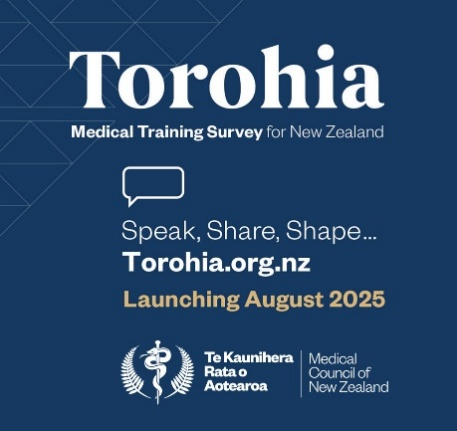 Torohia
Medical Training Survey for New Zealand
Speak, Share, Shape...
Torohia.org.nz
Launching August 2025
Te Kaunihera
Rata o
Aotearoa
Medical
Council of
New Zealand